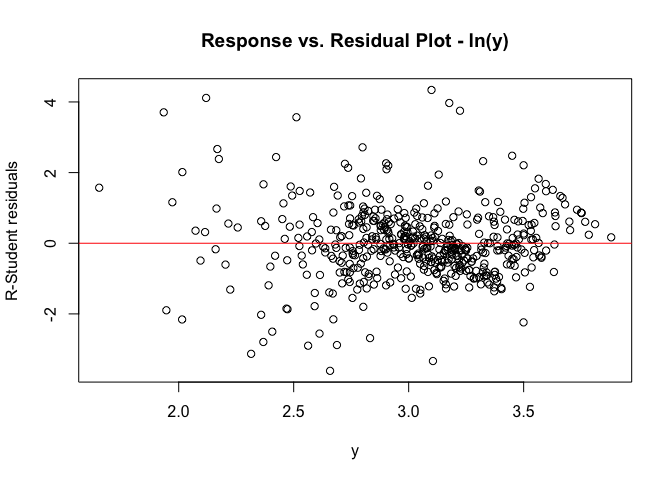 Response vs. Residual Plot - ln(y)
R-Student residuals
4
2
0
-2
2.0 2.5 3.0 3.5
y